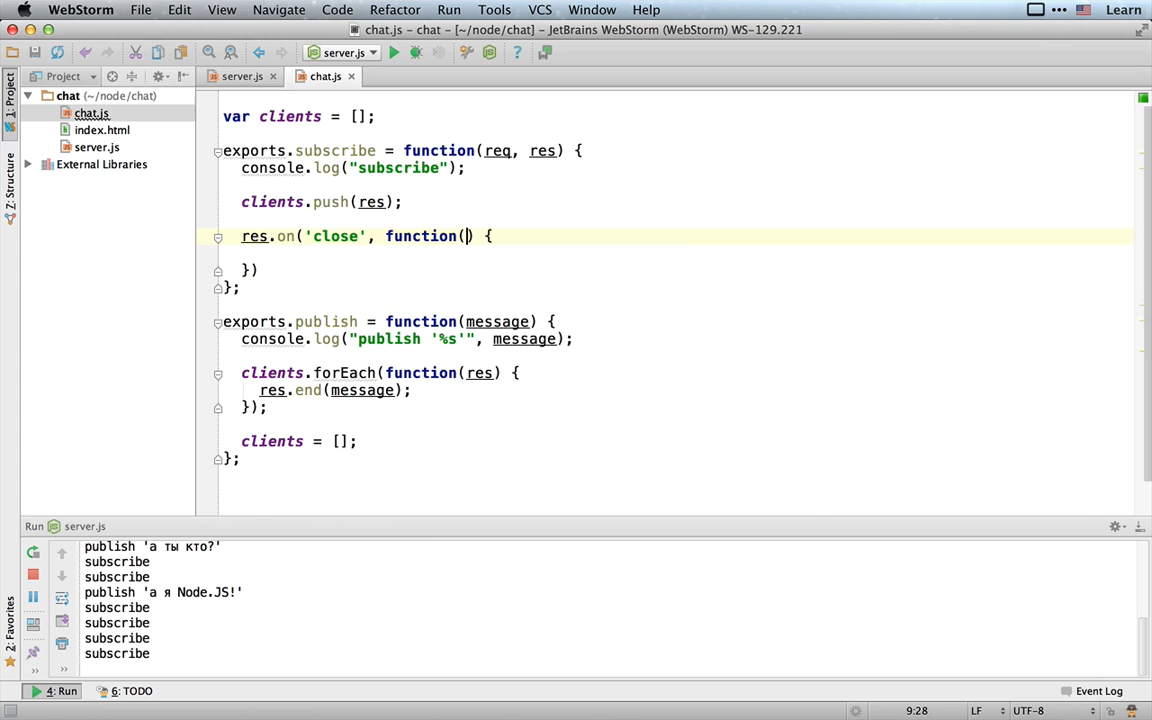 WebStorm File Edit View Navigate Code Refactor Run Tools VCS Window Help Learn
chat.js - chat - [~/node/chat] - JetBrains WebStorm (WebStorm) WS-129.221
server.js
Project server.js chat.js
chat (~/node/chat)
chat.js
index.html
server.js
External Libraries
1: Project
Z: Structure
2: Favorites
var clients = [];
exports.subscribe = function(req, res) {
console.log("subscribe");
clients.push(res);
res.on('close', function() {
})
};
exports.publish = function(message) {
console.log("publish '%s'", message);
clients.forEach(function(res) {
res.end(message);
});
clients = [];
};
Run server.js
publish 'а ты кто?'
subscribe
subscribe
publish 'а я Node.JS!'
subscribe
subscribe
subscribe
subscribe
4: Run 6: TODO Event Log
9:28 LF UTF-8